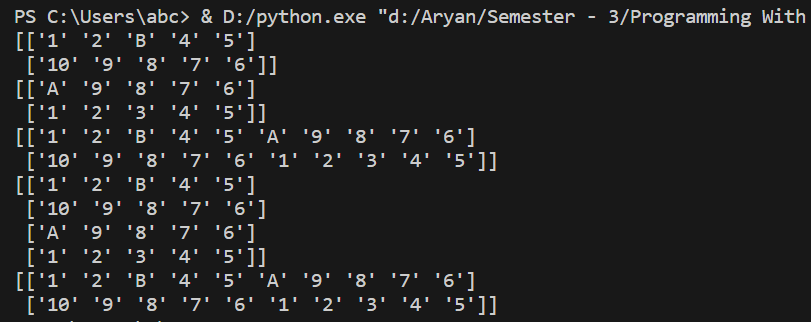 PS C:\Users\abc> & D:/python.exe "d:/Aryan/Semester - 3/Programming With
[['1' '2' 'B' '4' '5']
 ['10' '9' '8' '7' '6']]
[['A' '9' '8' '7' '6']
 ['1' '2' '3' '4' '5']]
[['1' '2' 'B' '4' '5' 'A' '9' '8' '7' '6']
 ['10' '9' '8' '7' '6' '1' '2' '3' '4' '5']]
[['1' '2' 'B' '4' '5']
 ['10' '9' '8' '7' '6']
 ['A' '9' '8' '7' '6']
 ['1' '2' '3' '4' '5']]
[['1' '2' 'B' '4' '5' 'A' '9' '8' '7' '6']
 ['10' '9' '8' '7' '6' '1' '2' '3' '4' '5']]